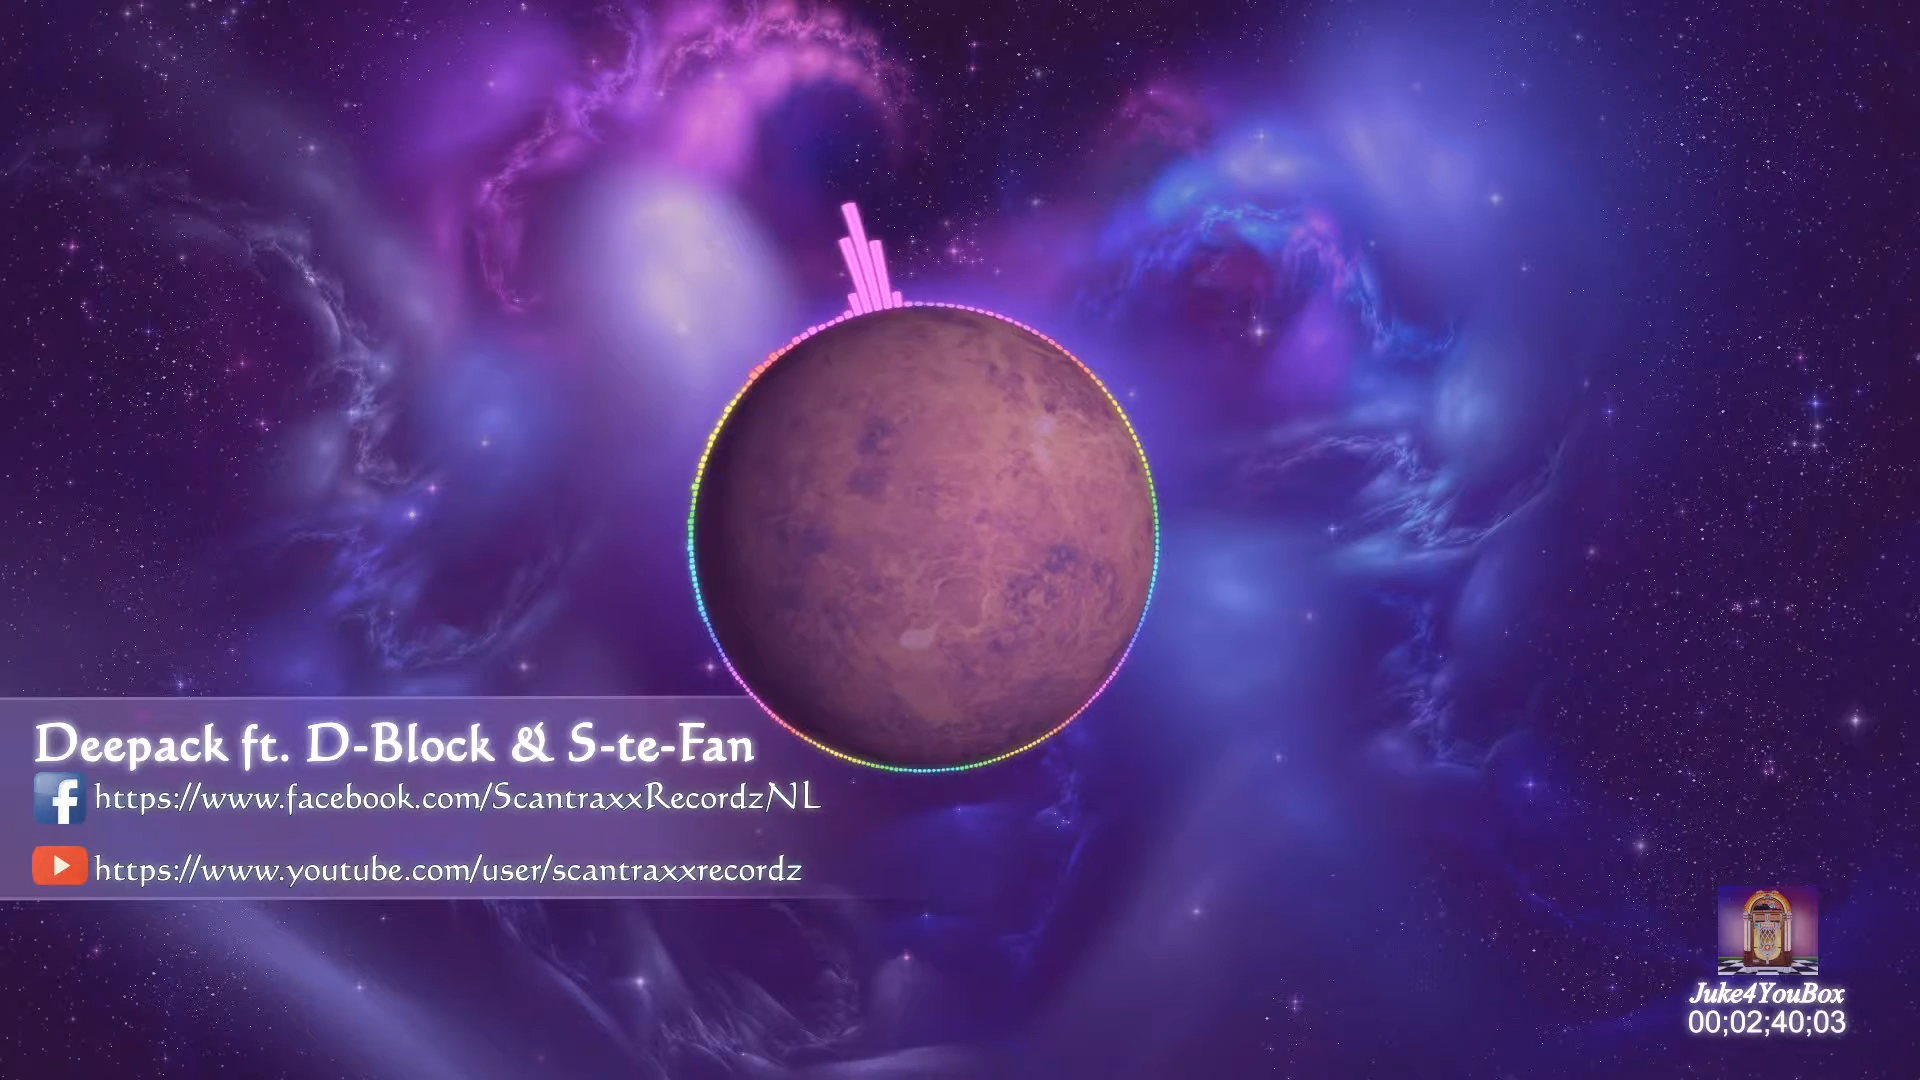 Deepack ft. D-Block & S-te-Fan
https://www.facebook.com/ScantraxxRecordzNL
https://www.youtube.com/user/scantraxxrecordz
Juke4YouBox
00;02;40;03